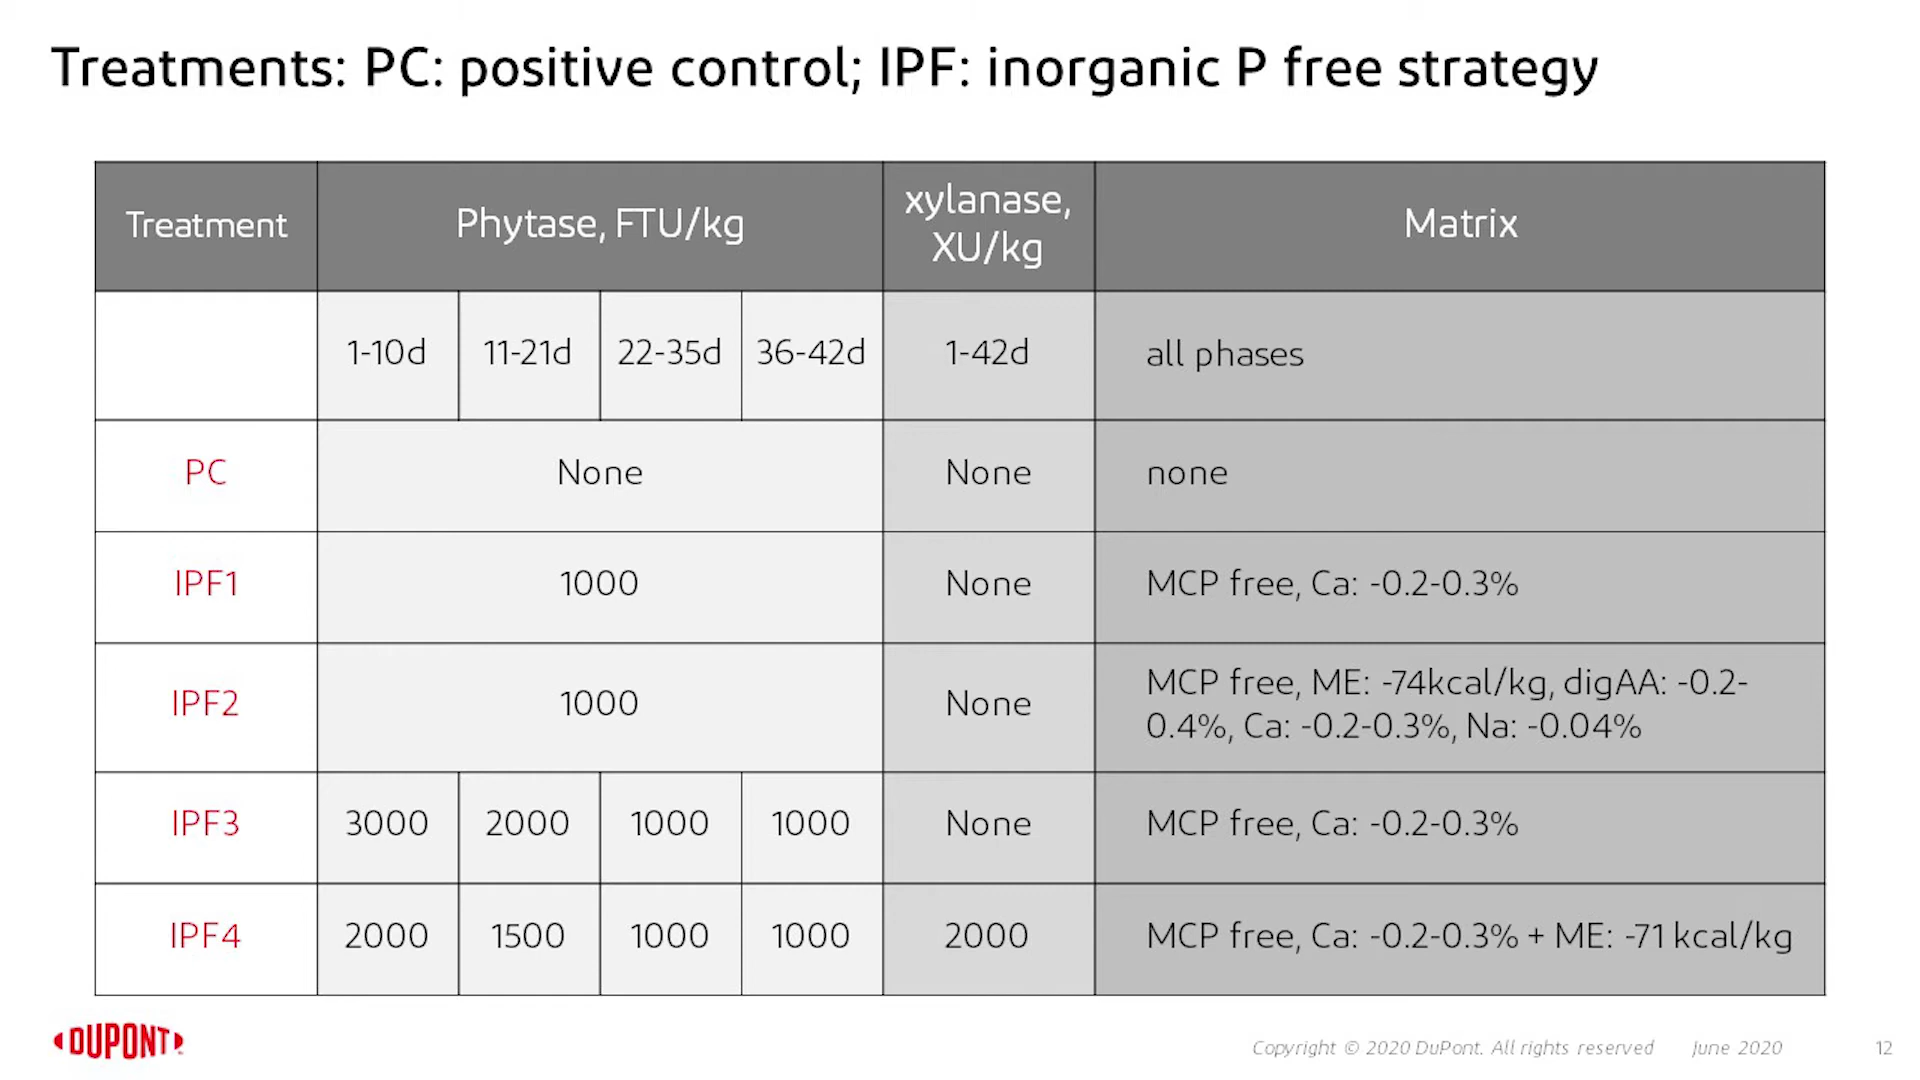 Treatments: PC: positive control; IPF: inorganic P free strategy
Treatment
Phytase, FTU/kg
xylanase,
XU/kg
Matrix
1-10d
11-21d
22-35d
36-42d
1-42d
all phases
PC
None
None
none
IPF1
1000
None
MCP free, Ca: -0.2-0.3%
IPF2
1000
None
MCP free, ME: -74kcal/kg, digAA: -0.2-
0.4%, Ca: -0.2-0.3%, Na: -0.04%
IPF3
3000
2000
1000
1000
None
MCP free, Ca: -0.2-0.3%
IPF4
2000
1500
1000
1000
2000
MCP free, Ca: -0.2-0.3% + ME: -71 kcal/kg
DUPONT
Copyright © 2020 DuPont. All rights reserved
June 2020
12